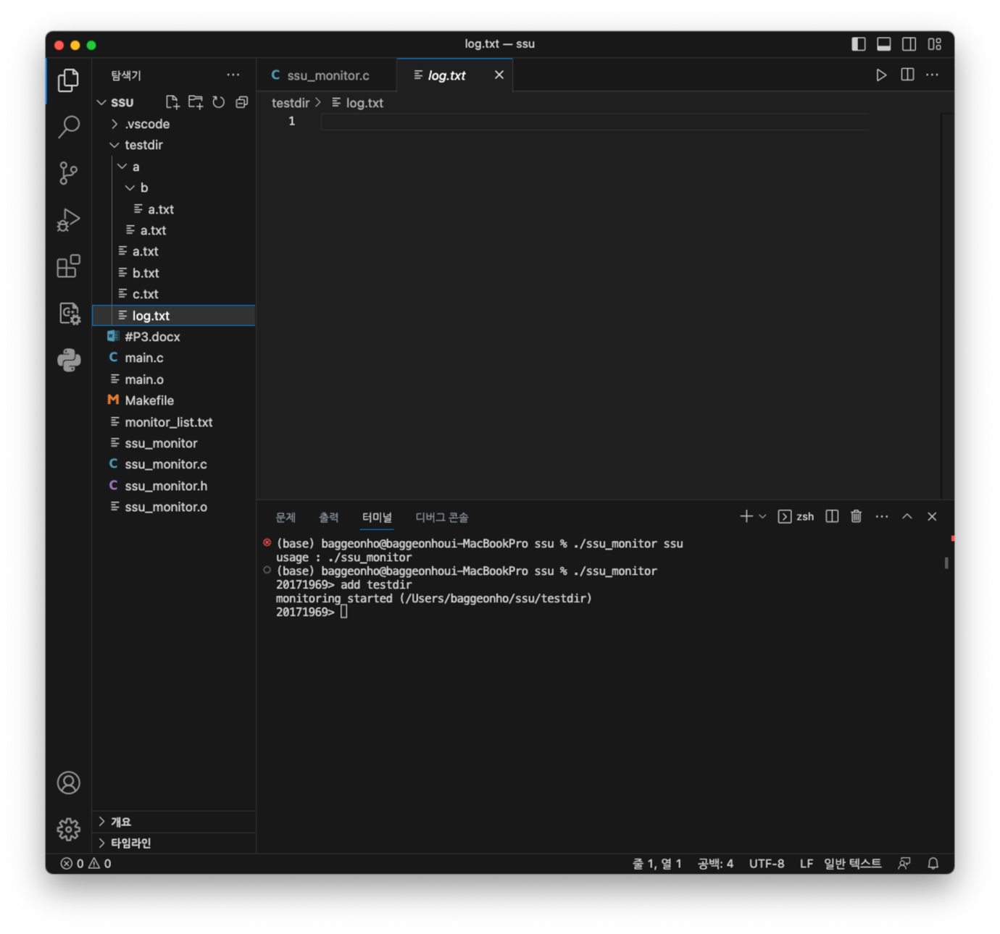 log.txt — ssu
탐색기
SSU
.vscode
testdir
a
b
a.txt
a.txt
a.txt
b.txt
c.txt
log.txt
#P3.docx
main.c
main.o
Makefile
monitor_list.txt
ssu_monitor
ssu_monitor.c
ssu_monitor.h
ssu_monitor.o
개요
타임라인
ssu_monitor.c
log.txt
testdir > log.txt
1
문제 출력 터미널 디버그 콘솔
zsh
(base) baggeonho@baggeonhoui-MacBookPro ssu % ./ssu_monitor ssu
usage : ./ssu_monitor
(base) baggeonho@baggeonhoui-MacBookPro ssu % ./ssu_monitor
20171969> add testdir
monitoring started (/Users/baggeonho/ssu/testdir)
20171969>
0 0
줄 1, 열 1 공백: 4 UTF-8 LF 일반 텍스트